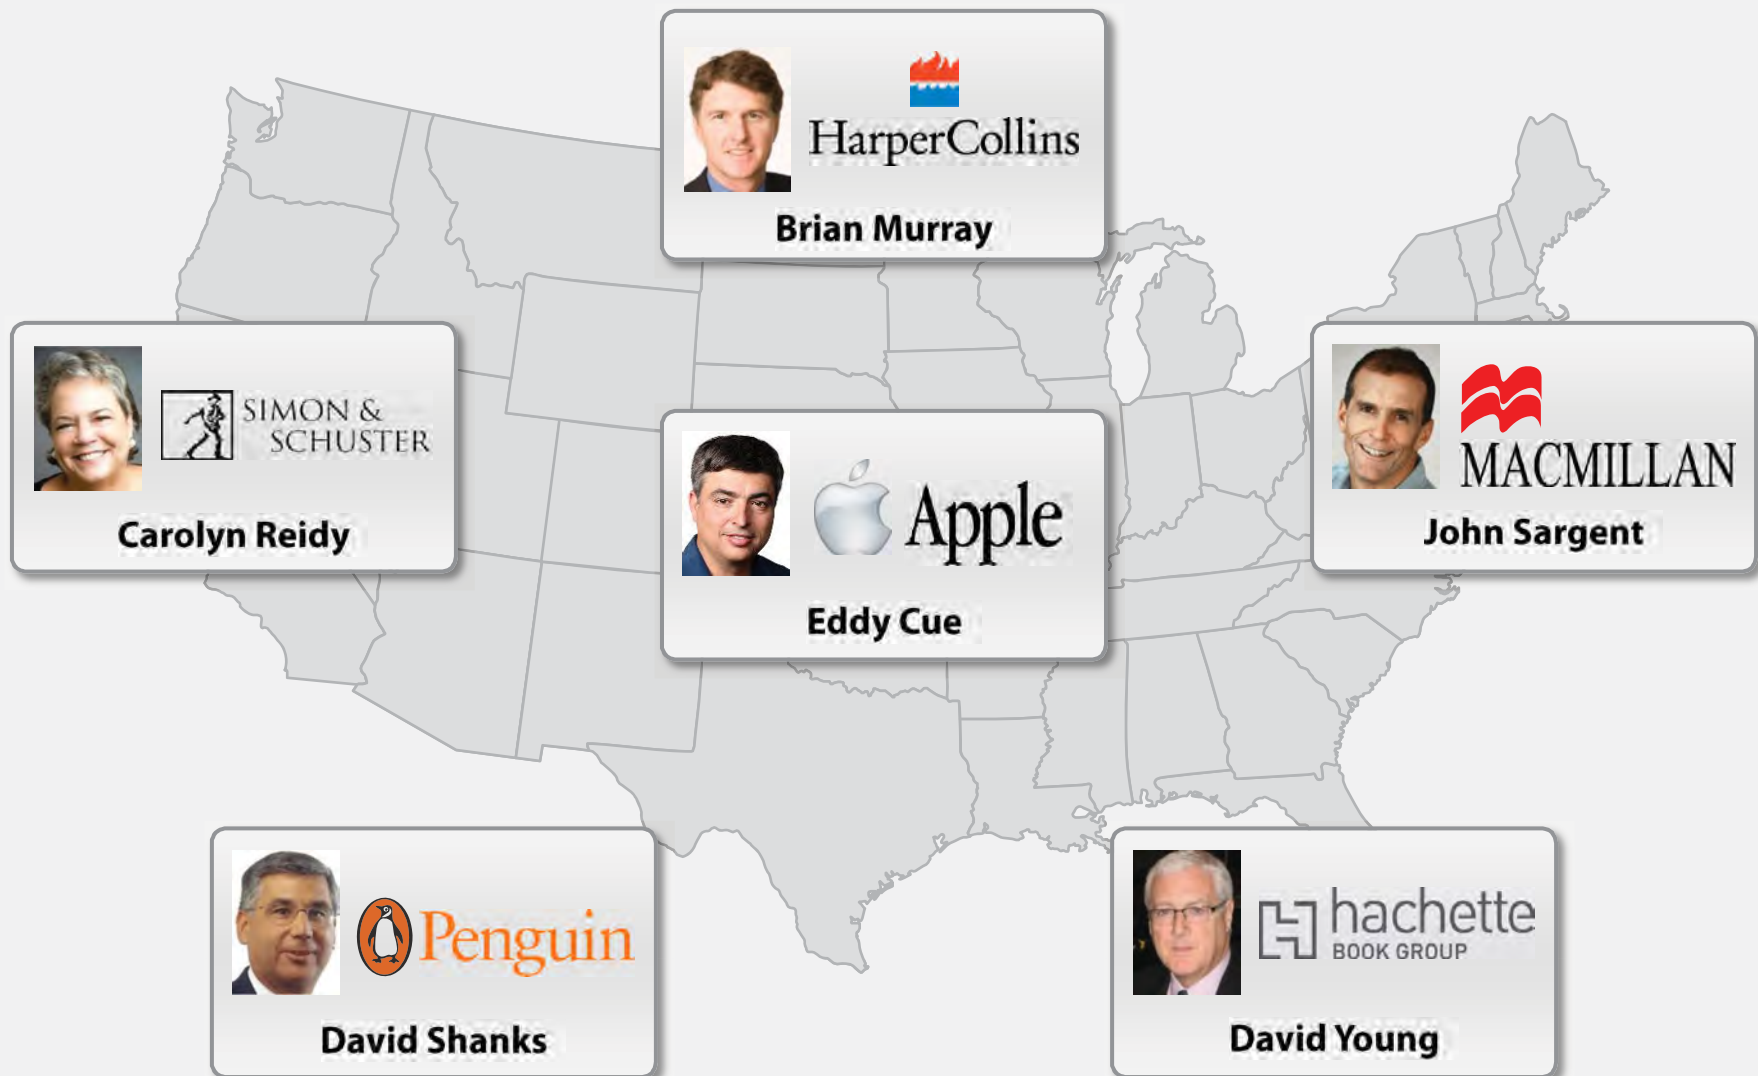 HarperCollins
Brian Murray
SIMON &
SCHUSTER
Carolyn Reidy
Apple
Eddy Cue
MACMILLAN
John Sargent
Penguin
David Shanks
hachette
BOOK GROUP
David Young